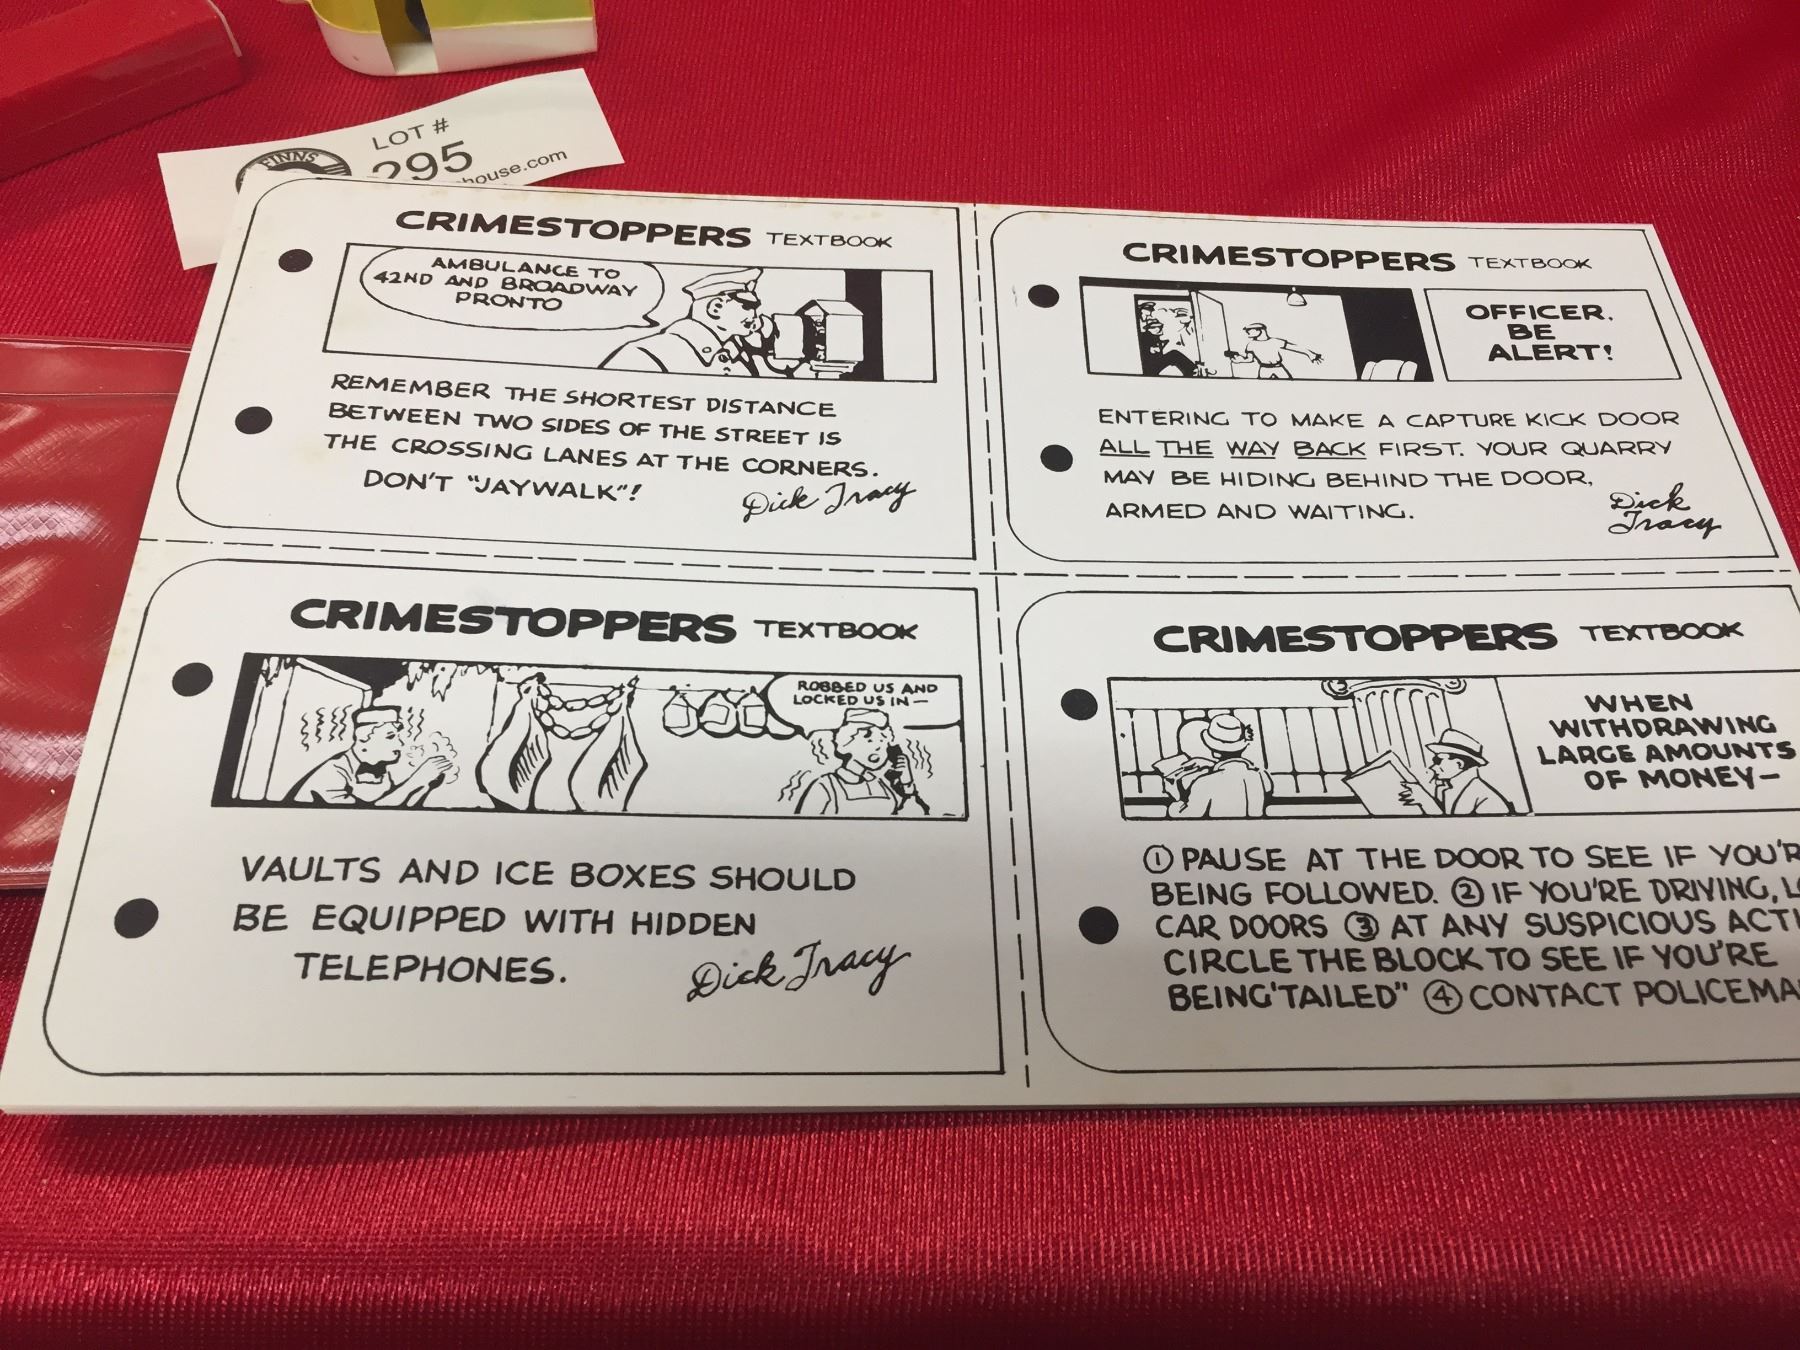 LOT #
FINNS
295
house.com
CRIMESTOPPERS TEXTBOOK
AMBULANCE TO
42ND AND BROADWAY
PRONTO
REMEMBER THE SHORTEST DISTANCE
BETWEEN TWO SIDES OF THE STREET IS
THE CROSSING LANES AT THE CORNERS.
DON'T "JAYWALK"!
Dick Tracy
CRIMESTOPPERS TEXTBOOK
OFFICER,
BE
ALERT!
ENTERING TO MAKE A CAPTURE KICK DOOR
ALL THE WAY BACK FIRST. YOUR QUARRY
MAY BE HIDING BEHIND THE DOOR,
ARMED AND WAITING.
Dick
Tracy
CRIMESTOPPERS TEXTBOOK
ROBBED US AND
LOCKED US IN—
VAULTS AND ICE BOXES SHOULD
BE EQUIPPED WITH HIDDEN
TELEPHONES.
Dick Tracy
CRIMESTOPPERS TEXTBOOK
WHEN
WITHDRAWING
LARGE AMOUNTS
OF MONEY—
① PAUSE AT THE DOOR TO SEE IF
BEING FOLLOWED. ② IF YOU'RE DRIVING,
CAR DOORS ③ AT ANY SUSPICIOUS
CIRCLE THE BLOCK TO SEE IF YOU'RE
BEING 'TAILED" ④ CONTACT